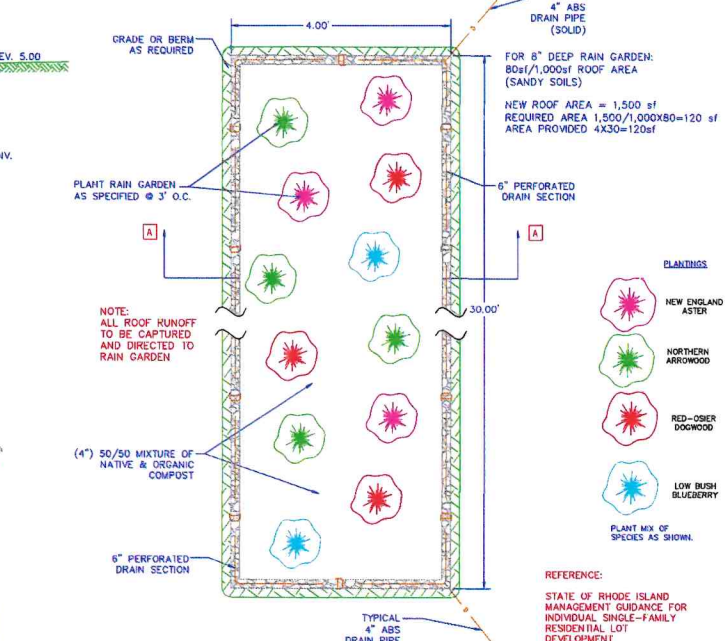 4.00'
4" ABS
DRAIN PIPE
(SOLID)
GRADE OR BERM
AS REQUIRED
EV. 5.00
FOR 8" DEEP RAIN GARDEN:
80sf/1,000sf ROOF AREA
(SANDY SOILS)
NEW ROOF AREA = 1,500 sf
REQUIRED AREA 1,500/1,000X80=120 sf
AREA PROVIDED 4X30=120sf
NV.
PLANT RAIN GARDEN
AS SPECIFIED @ 3' O.C.
6" PERFORATED
DRAIN SECTION
A
A
PLANTINGS
NEW ENGLAND
ASTER
30.00'
NOTE:
ALL ROOF RUNOFF
TO BE CAPTURED
AND DIRECTED TO
RAIN GARDEN
NORTHERN
ARROWOOD
RED-OSIER
DOGWOOD
(4") 50/50 MIXTURE OF
NATIVE & ORGANIC
COMPOST
LOW BUSH
BLUEBERRY
PLANT MIX OF
SPECIES AS SHOWN.
6" PERFORATED
DRAIN SECTION
REFERENCE:
STATE OF RHODE ISLAND
MANAGEMENT GUIDANCE FOR
INDIVIDUAL SINGLE-FAMILY
RESIDENTIAL LOT
DEVELOPMENT
TYPICAL
4" ABS
DRAIN PIPE